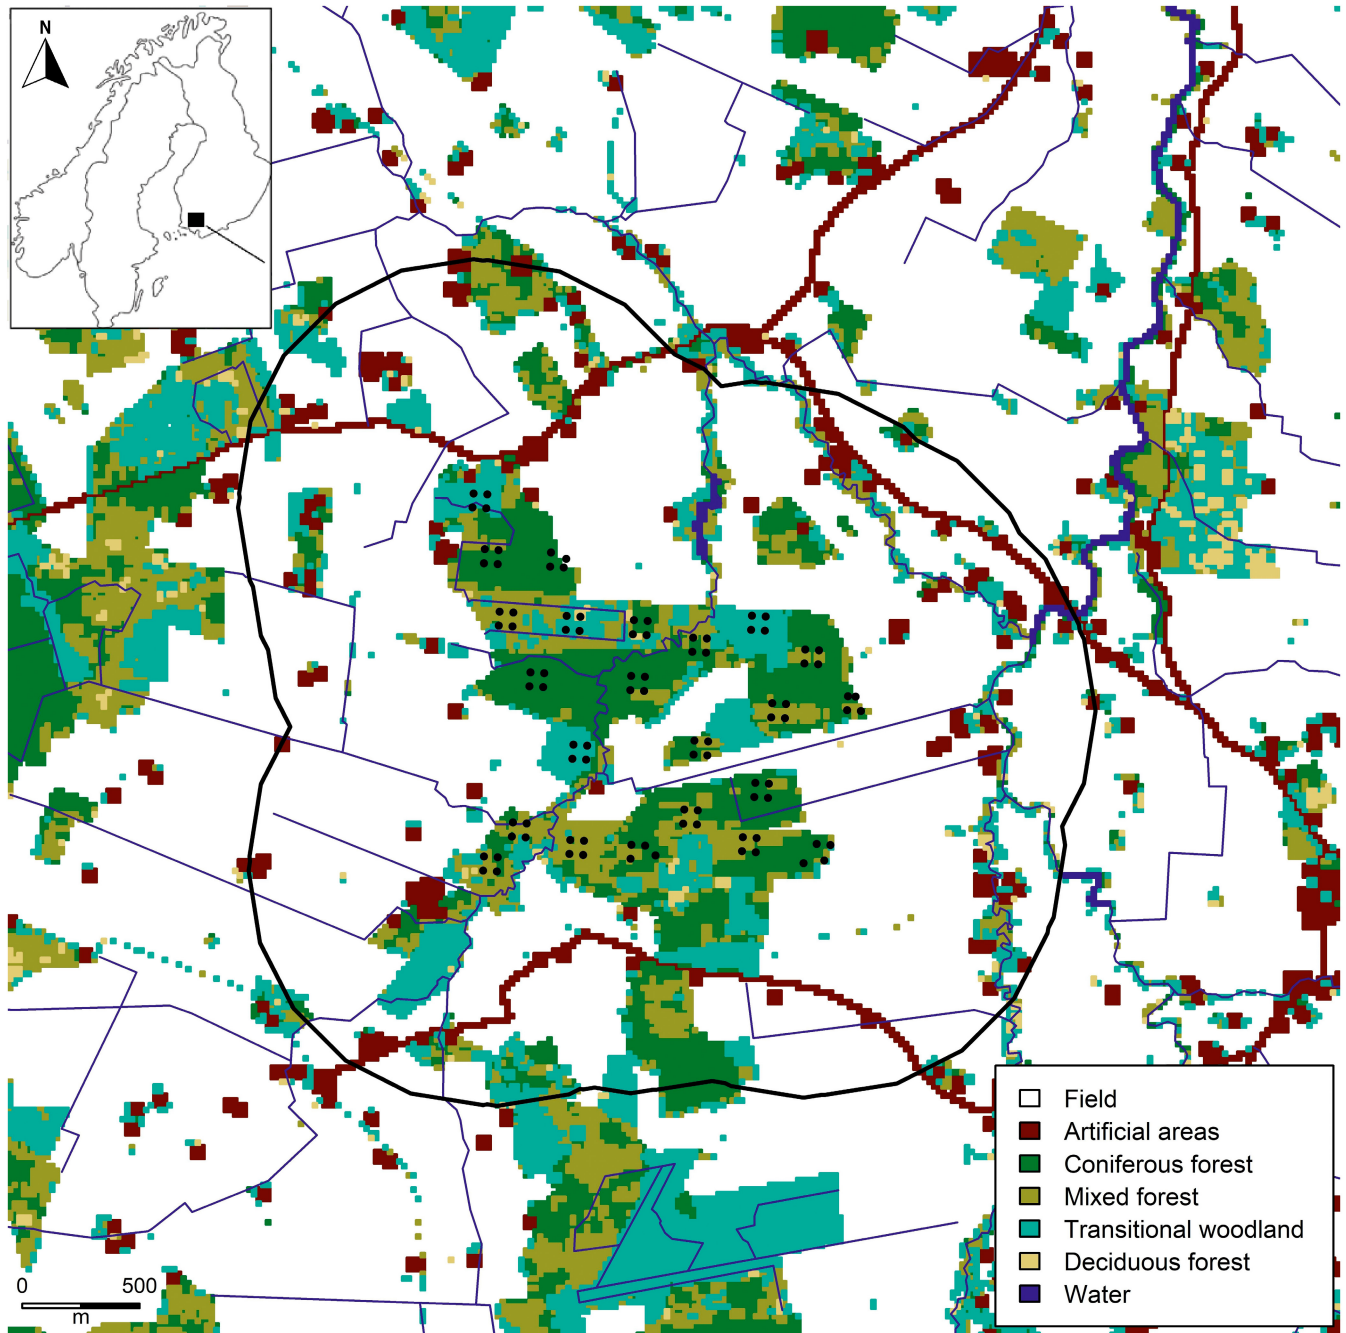 N
Field
Artificial areas
Coniferous forest
Mixed forest
Transitional woodland
Deciduous forest
Water
0 500
m